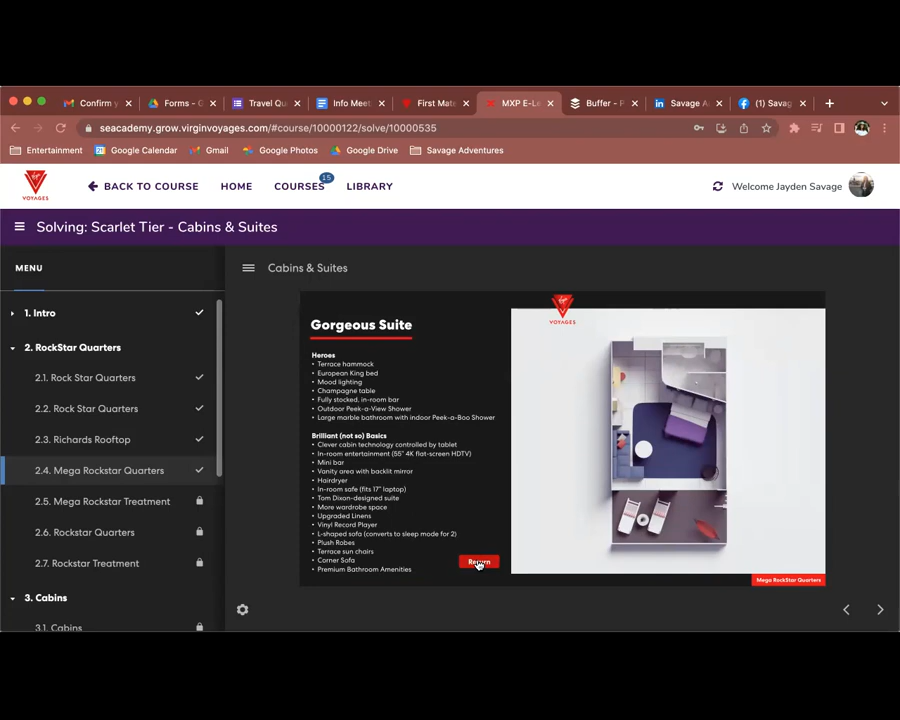 Confirm y
Forms - G
Travel Qu
Info Meet
First Mate
MXP E-Le
Buffer - P
Savage Ad
(1) Savag
seacademy.grow.virginvoyages.com/#course/10000122/solve/10000535
Entertainment
Google Calendar
Gmail
Google Photos
Google Drive
Savage Adventures
VOYAGES
BACK TO COURSE
HOME
COURSES
15
LIBRARY
Welcome Jayden Savage
Solving: Scarlet Tier - Cabins & Suites
MENU
1. Intro
2. RockStar Quarters
2.1. Rock Star Quarters
2.2. Rock Star Quarters
2.3. Richards Rooftop
2.4. Mega Rockstar Quarters
2.5. Mega Rockstar Treatment
2.6. Rockstar Quarters
2.7. Rockstar Treatment
3. Cabins
3.1. Cabins
Cabins & Suites
Gorgeous Suite
Heroes
• Terrace hammock
• European King bed
• Mood lighting
• Champagne table
• Fully stocked, in-room bar
• Outdoor Peek-a-View Shower
• Large marble bathroom with indoor Peek-a-Boo Shower
Brilliant (not so) Basics
• Clever cabin technology controlled by tablet
• In-room entertainment (55" 4K flat-screen HDTV)
• Mini bar
• Vanity area with backlit mirror
• Hairdryer
• In-room safe (fits 17" laptop)
• Tom Dixon-designed suite
• More wardrobe space
• Upgraded Linens
• Vinyl Record Player
• L-shaped sofa (converts to sleep mode for 2)
• Plush Robes
• Terrace sun chairs
• Corner Sofa
• Premium Bathroom Amenities
Return
Virgin
VOYAGES
Mega RockStar Quarters